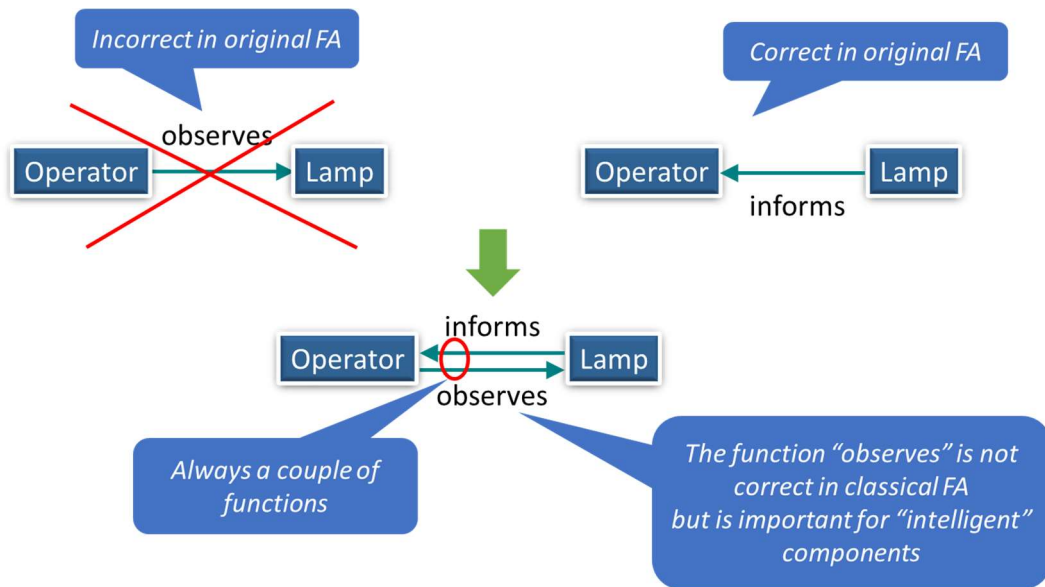 Incorrect in original FA
Correct in original FA
observes
Operator
Lamp
Operator
Lamp
informs
informs
Operator
Lamp
observes
Always a couple of
functions
The function “observes” is not
correct in classical FA
but is important for “intelligent”
components